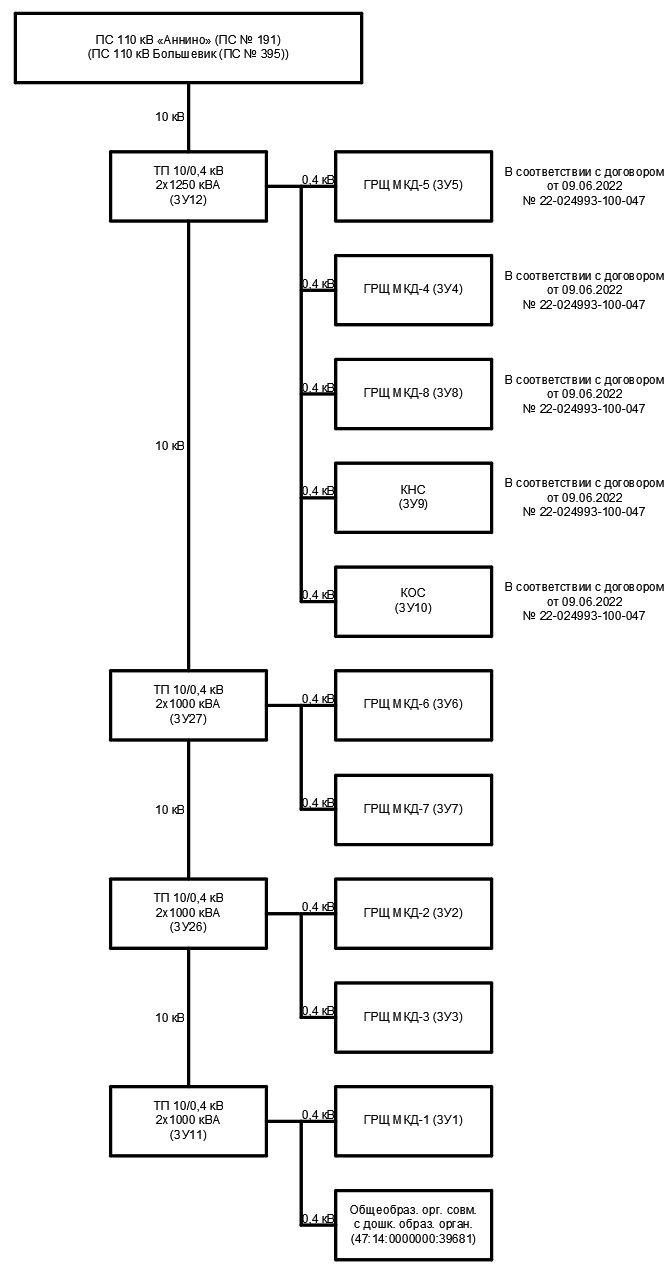 ПС 110 кВ «Аннино» (ПС № 191)
(ПС 110 кВ Большевик (ПС № 395))
10 кВ
ТП 10/0,4 кВ
2х1250 кВА
(ЗУ12)
0,4 кВ
ГРЩ МКД-5 (ЗУ5)
В соответствии с договором
от 09.06.2022
№ 22-024993-100-047
0,4 кВ
ГРЩ МКД-4 (ЗУ4)
В соответствии с договором
от 09.06.2022
№ 22-024993-100-047
0,4 кВ
ГРЩ МКД-8 (ЗУ8)
В соответствии с договором
от 09.06.2022
№ 22-024993-100-047
10 кВ
0,4 кВ
КНС
(ЗУ9)
В соответствии с договором
от 09.06.2022
№ 22-024993-100-047
0,4 кВ
КОС
(ЗУ10)
В соответствии с договором
от 09.06.2022
№ 22-024993-100-047
ТП 10/0,4 кВ
2х1000 кВА
(ЗУ27)
0,4 кВ
ГРЩ МКД-6 (ЗУ6)
10 кВ
0,4 кВ
ГРЩ МКД-7 (ЗУ7)
ТП 10/0,4 кВ
2х1000 кВА
(ЗУ26)
0,4 кВ
ГРЩ МКД-2 (ЗУ2)
10 кВ
0,4 кВ
ГРЩ МКД-3 (ЗУ3)
ТП 10/0,4 кВ
2х1000 кВА
(ЗУ11)
0,4 кВ
ГРЩ МКД-1 (ЗУ1)
0,4 кВ
Общеобраз. орг. совм.
с дошк. образ. орган.
(47:14:0000000:39681)